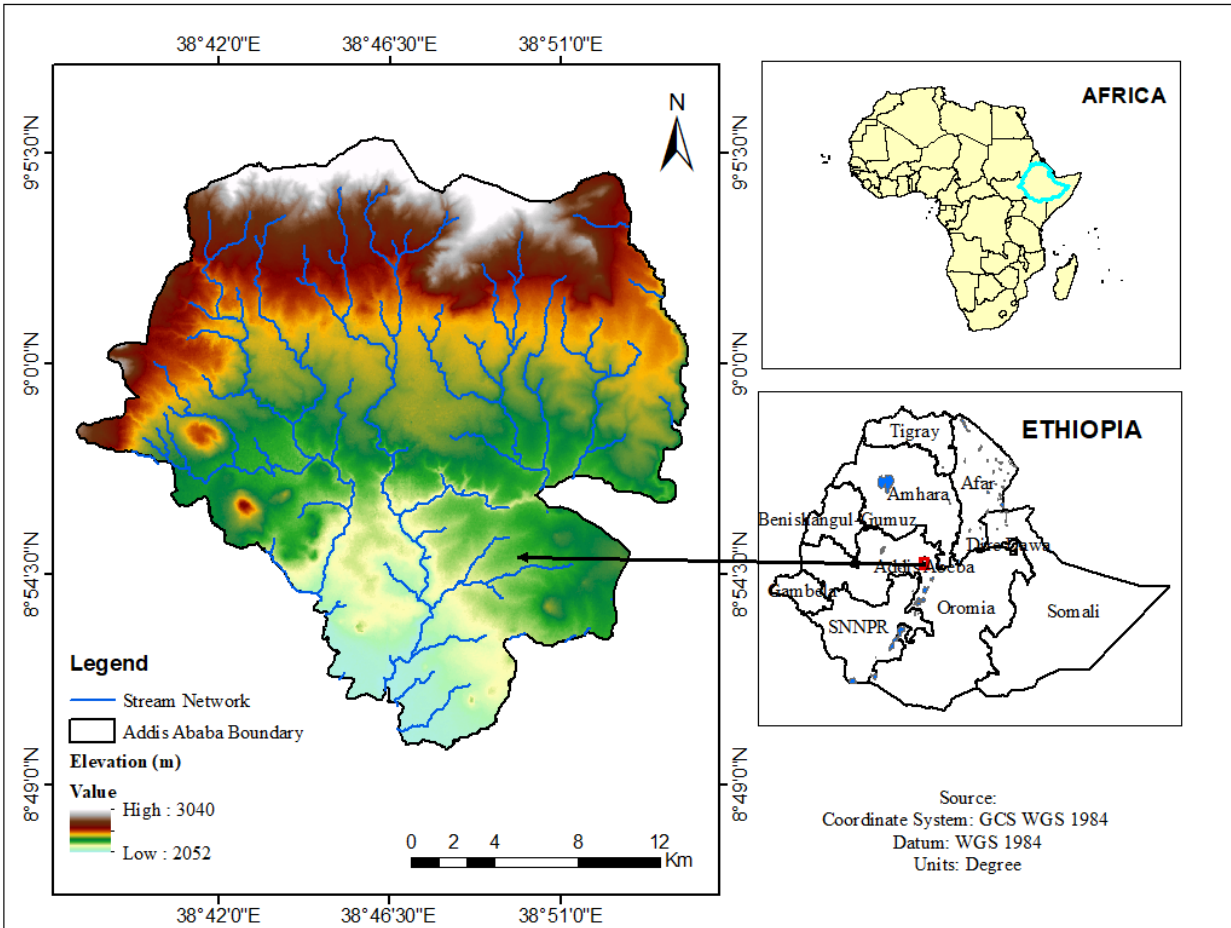 38°42'0"E 38°46'30"E 38°51'0"E
N
9°5'30"N 9°5'30"N
9°0'0"N 9°0'0"N
8°54'30"N 8°54'30"N
8°49'0"N 8°49'0"N
Legend
Stream Network
Addis Ababa Boundary
Elevation (m)
Value
High : 3040
Low : 2052
0 2 4 8 12
Km
38°42'0"E 38°46'30"E 38°51'0"E
AFRICA
ETHIOPIA
Tigray
Afar
Amhara
Benishangul-Gumuz
Dire Dawa
Addis Abeba
Gambela
Oromia
Somali
SNNPR
Source:
Coordinate System: GCS WGS 1984
Datum: WGS 1984
Units: Degree